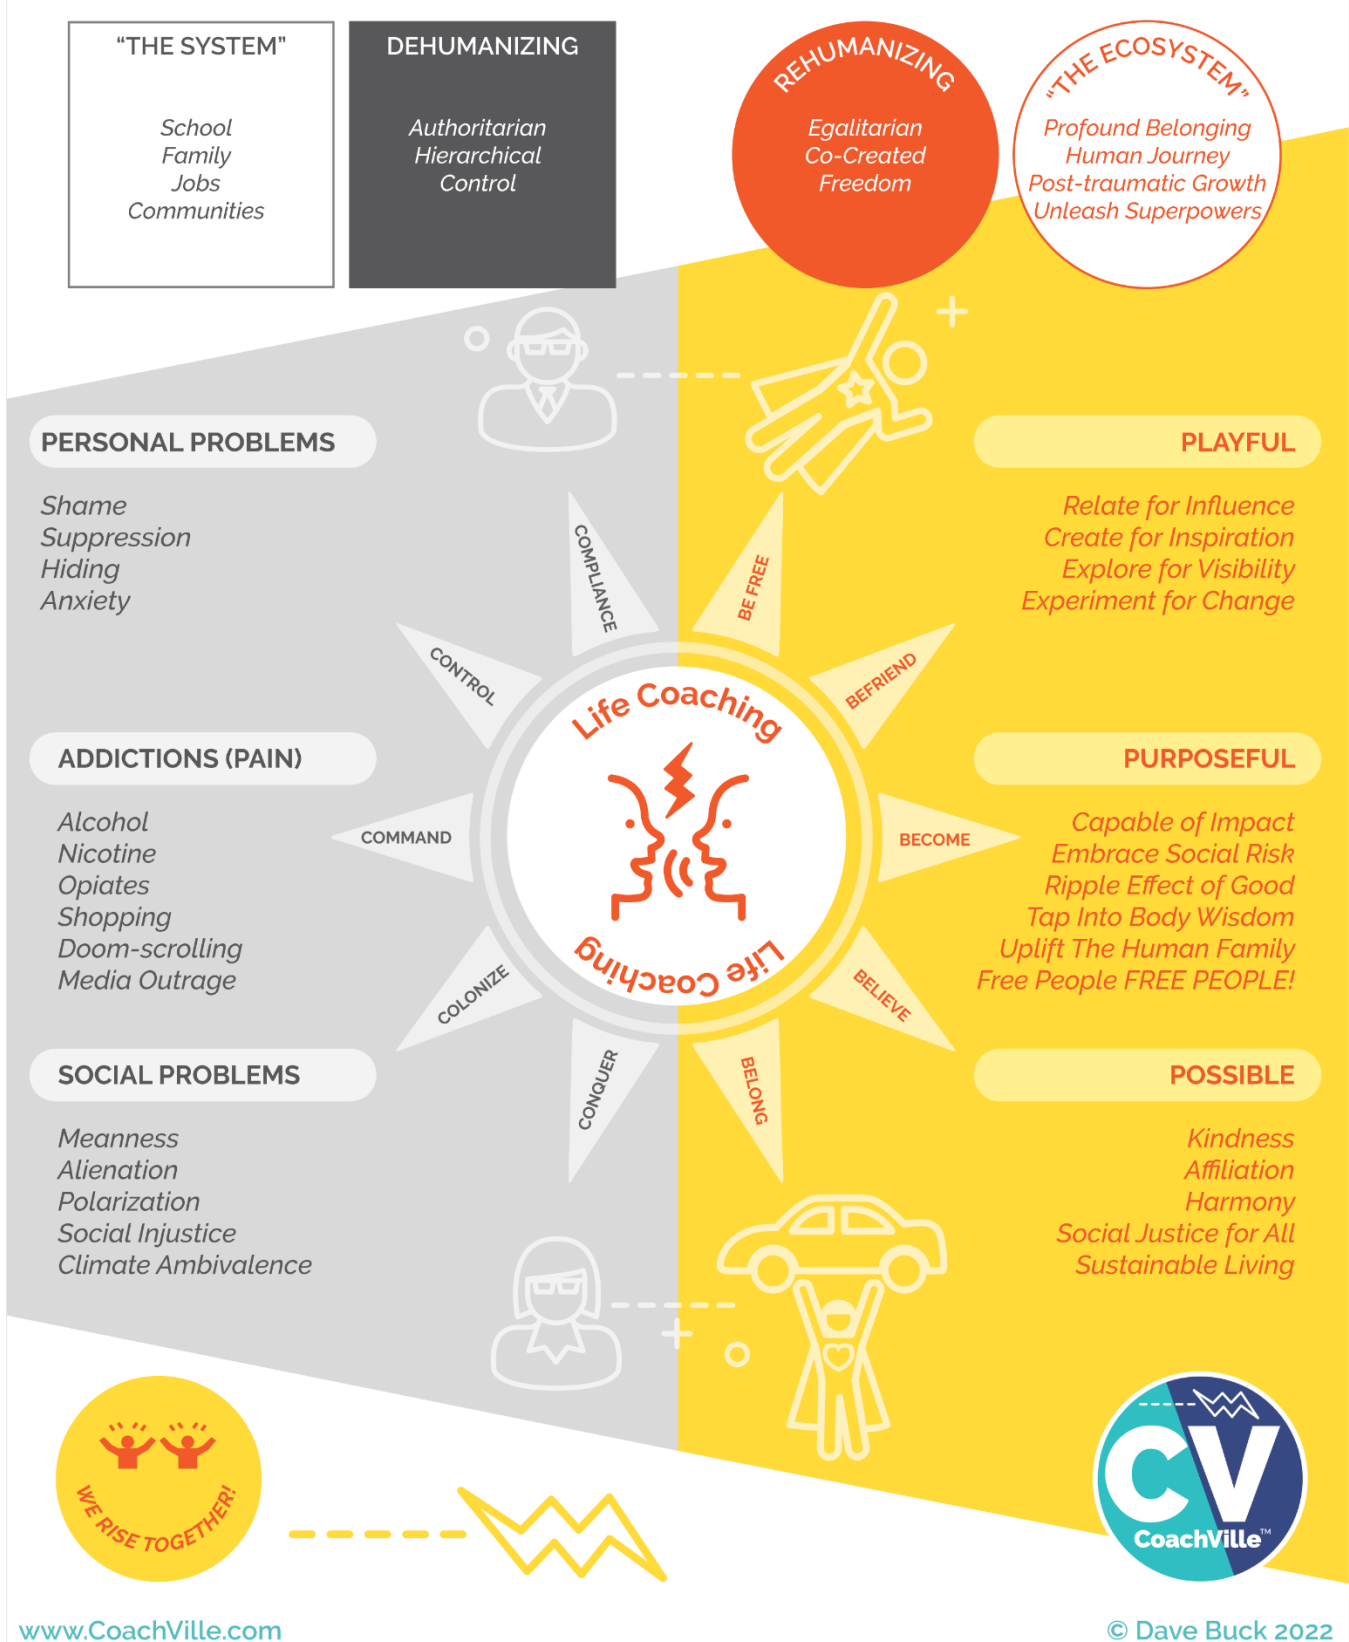 “THE SYSTEM”
School
Family
Jobs
Communities
DEHUMANIZING
Authoritarian
Hierarchical
Control
REHUMANIZING
Egalitarian
Co-Created
Freedom
“THE ECOSYSTEM”
Profound Belonging
Human Journey
Post-traumatic Growth
Unleash Superpowers
PERSONAL PROBLEMS
Shame
Suppression
Hiding
Anxiety
ADDICTIONS (PAIN)
Alcohol
Nicotine
Opiates
Shopping
Doom-scrolling
Media Outrage
SOCIAL PROBLEMS
Meanness
Alienation
Polarization
Social Injustice
Climate Ambivalence
COMPLIANCE
CONTROL
COMMAND
COLONIZE
CONQUER
Life Coaching
Life Coaching
BE FREE
BEFRIEND
BECOME
BELIEVE
BELONG
PLAYFUL
Relate for Influence
Create for Inspiration
Explore for Visibility
Experiment for Change
PURPOSEFUL
Capable of Impact
Embrace Social Risk
Ripple Effect of Good
Tap Into Body Wisdom
Uplift The Human Family
Free People FREE PEOPLE!
POSSIBLE
Kindness
Affiliation
Harmony
Social Justice for All
Sustainable Living
WE RISE TOGETHER!
CV
CoachVille™
www.CoachVille.com
© Dave Buck 2022